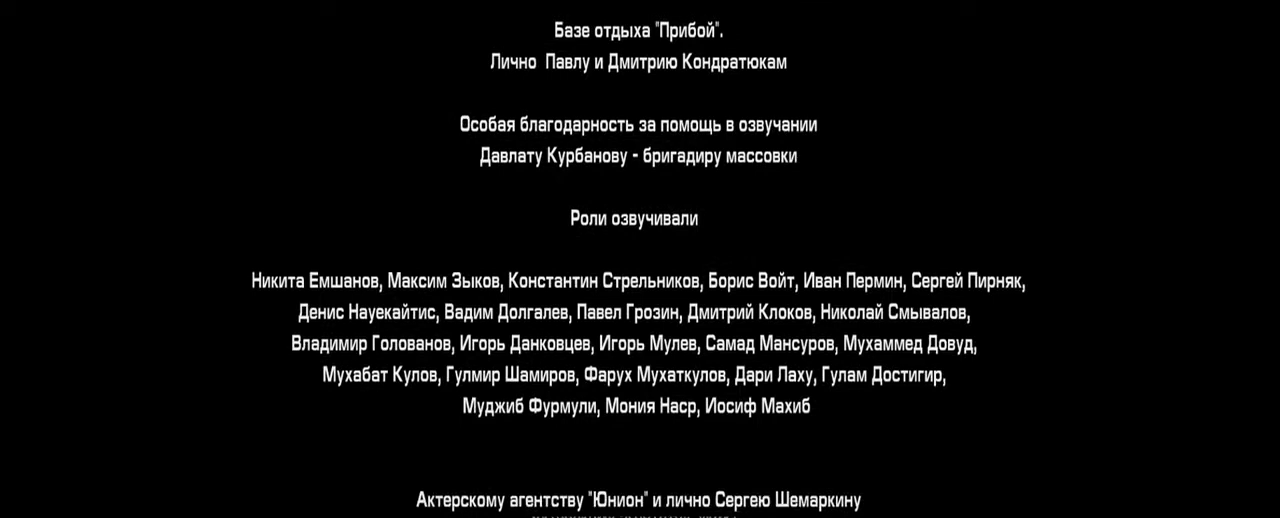 Базе отдыха "Прибой".
Лично Павлу и Дмитрию Кондратюкам
Особая благодарность за помощь в озвучании
Давлату Курбанову - бригадиру массовки
Роли озвучивали
Никита Емшанов, Максим Зыков, Константин Стрельников, Борис Войт, Иван Пермин, Сергей Пирняк,
Денис Науекайтис, Вадим Долгалев, Павел Грозин, Дмитрий Клоков, Николай Смывалов,
Владимир Голованов, Игорь Данковцев, Игорь Мулев, Самад Мансуров, Мухаммед Довуд,
Мухабат Кулов, Гулмир Шамиров, Фарух Мухаткулов, Дари Лаху, Гулам Достигир,
Муджиб Фурмули, Мония Наср, Иосиф Махиб
Актерскому агентству "Юнион" и лично Сергею Шемаркину